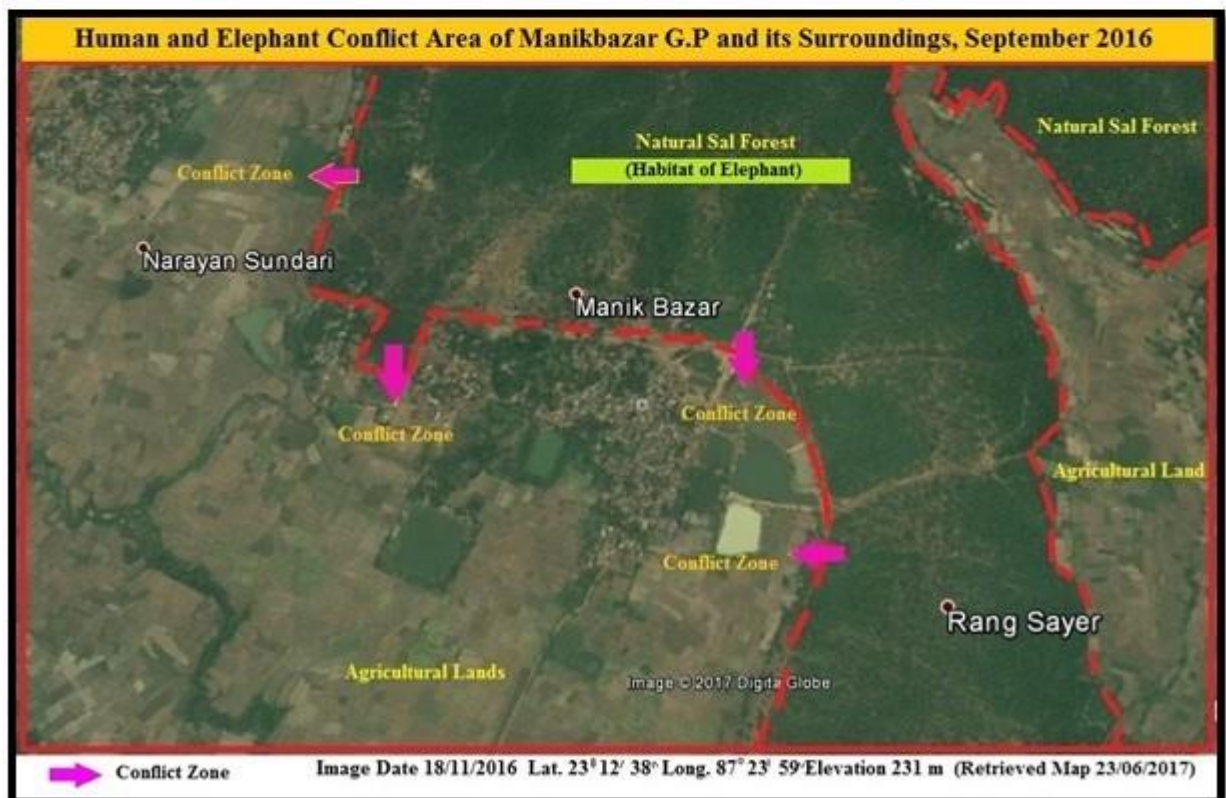 Human and Elephant Conflict Area of Manikbazar G.P and its Surroundings, September 2016
Natural Sal Forest
(Habitat of Elephant)
Natural Sal Forest
Conflict Zone
Narayan Sundari
Manik Bazar
Conflict Zone
Conflict Zone
Agricultural Land
Conflict Zone
Rang Sayer
Agricultural Lands
Image © 2017 Digita Globe
Conflict Zone
Image Date 18/11/2016 Lat. 23° 12′ 38″ Long. 87° 23′ 59″ Elevation 231 m (Retrieved Map 23/06/2017)